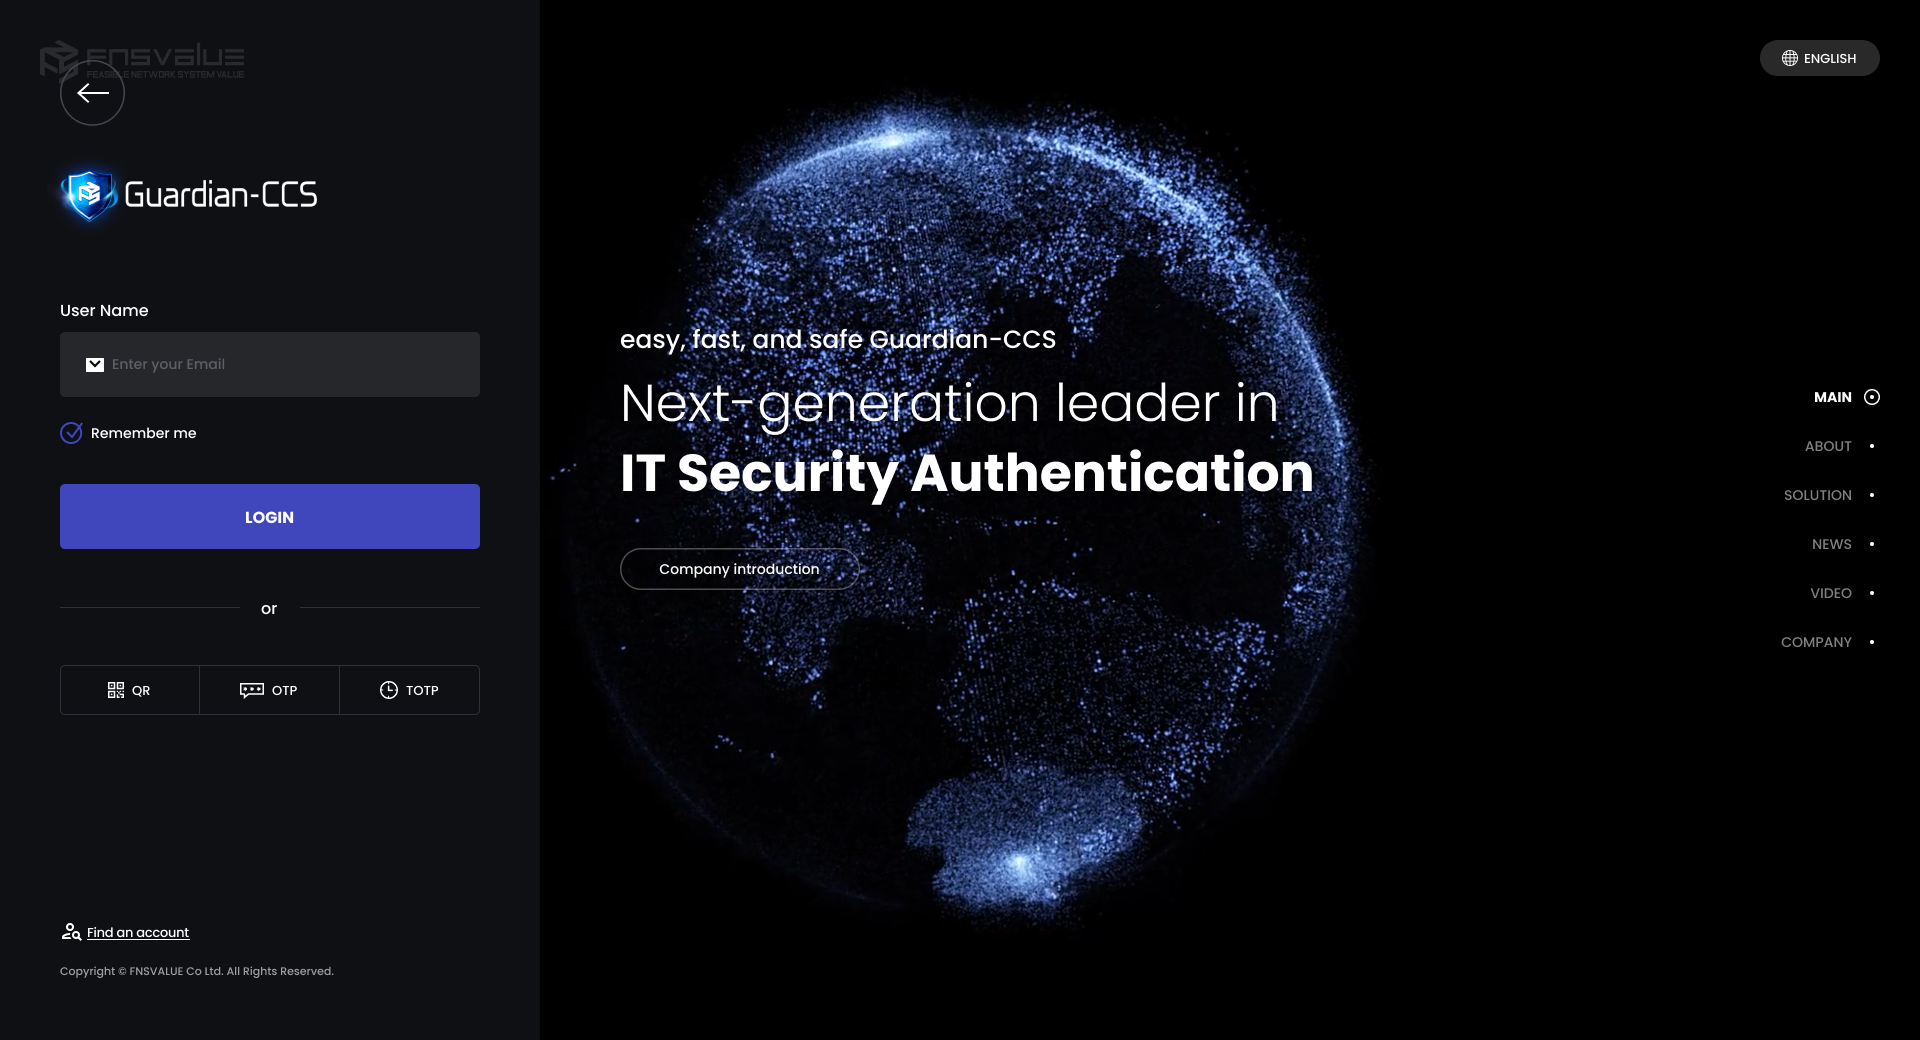 FNSVALUE
FEASIBLE NETWORK SYSTEM VALUE
Guardian-CCS
User Name
Enter your Email
Remember me
LOGIN
or
QR
OTP
TOTP
Find an account
Copyright © FNSVALUE Co Ltd. All Rights Reserved.
ENGLISH
easy, fast, and safe Guardian-CCS
Next-generation leader in
IT Security Authentication
Company introduction
MAIN
ABOUT
SOLUTION
NEWS
VIDEO
COMPANY